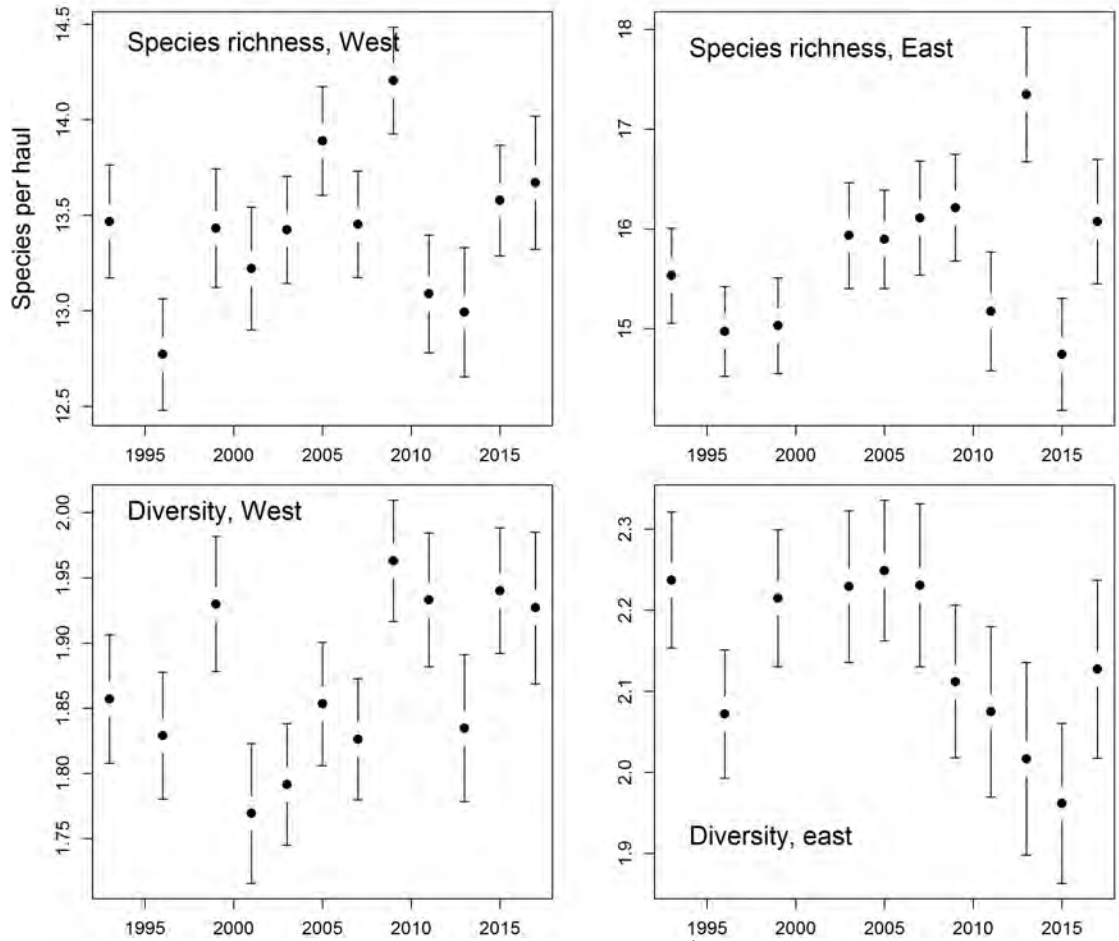 Species richness, West
Species per haul
14.5
14.0
13.5
13.0
12.5
1995 2000 2005 2010 2015
Species richness, East
18
17
16
15
1995 2000 2005 2010 2015
Diversity, West
2.00
1.95
1.90
1.85
1.80
1.75
1995 2000 2005 2010 2015
Diversity, east
2.3
2.2
2.1
2.0
1.9
1995 2000 2005 2010 2015